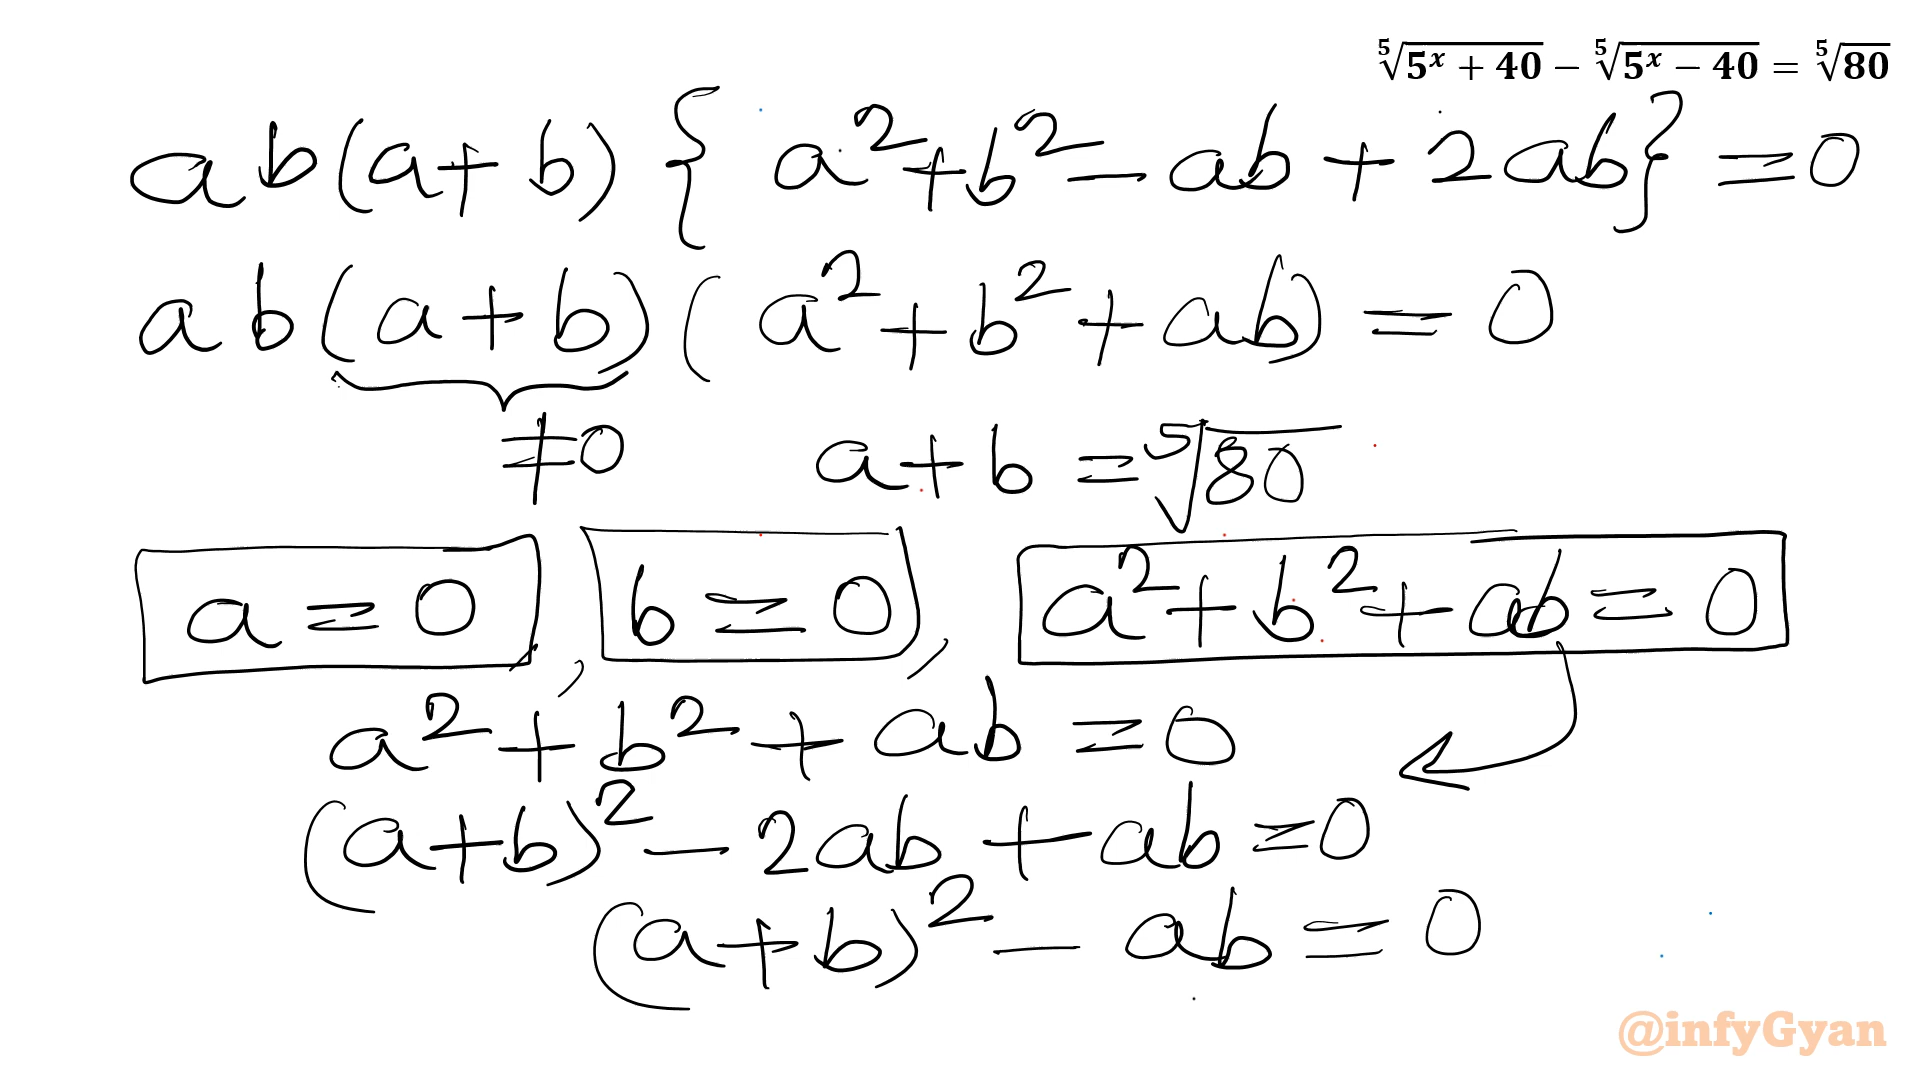 ⁵√(5ˣ + 40) − ⁵√(5ˣ − 40) = ⁵√80
ab(a+b){a²+b²−ab+2ab}=0
ab(a+b)(a²+b²+ab)=0
≠0 a+b=⁵√80
a=0, b=0, a²+b²+ab=0
a²+b²+ab=0
(a+b)²−2ab+ab=0
(a+b)²−ab=0
@infyGyan